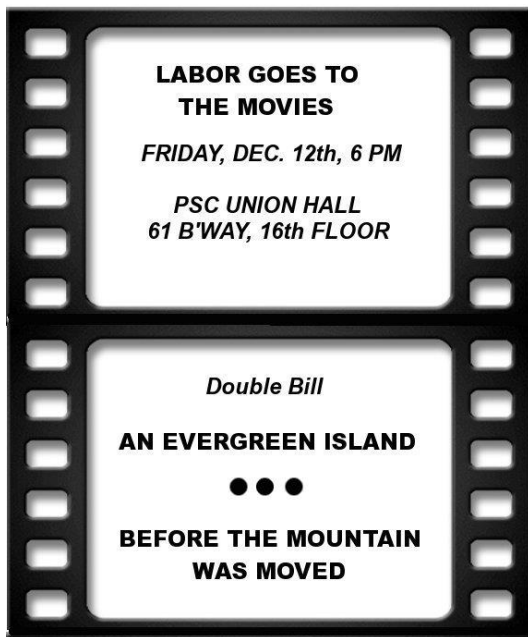 LABOR GOES TO
THE MOVIES
FRIDAY, DEC. 12th, 6 PM
PSC UNION HALL
61 B'WAY, 16th FLOOR
Double Bill
AN EVERGREEN ISLAND
●●●
BEFORE THE MOUNTAIN
WAS MOVED